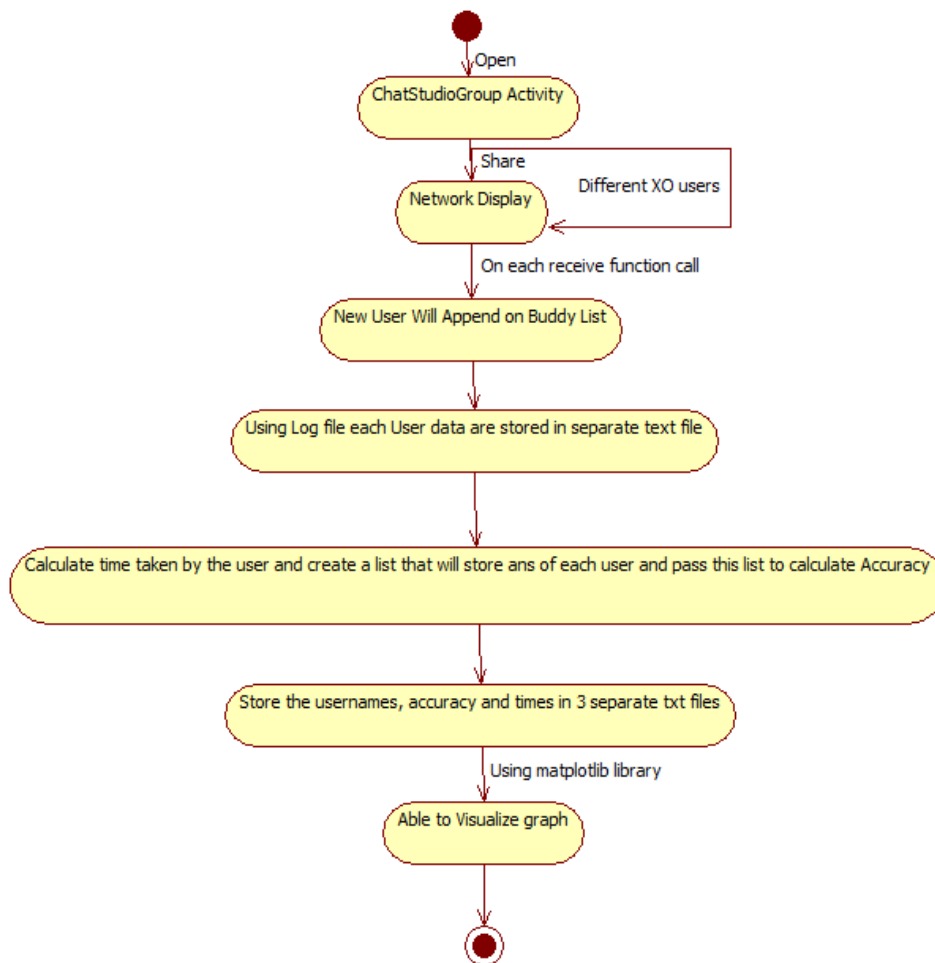 Open
ChatStudioGroup Activity
Share
Different XO users
Network Display
On each receive function call
New User Will Append on Buddy List
Using Log file each User data are stored in separate text file
Calculate time taken by the user and create a list that will store ans of each user and pass this list to calculate Accuracy
Store the usernames, accuracy and times in 3 separate txt files
Using matplotlib library
Able to Visualize graph